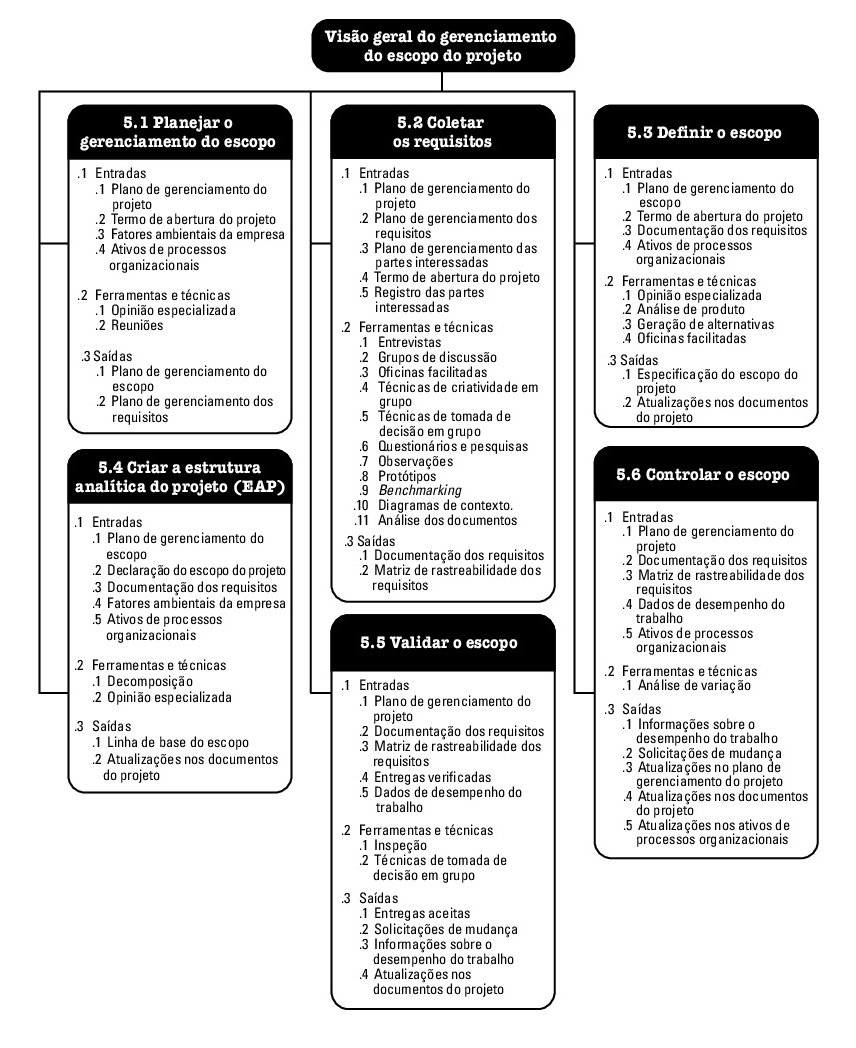 Visão geral do gerenciamento
do escopo do projeto
5.1 Planejar o
gerenciamento do escopo
.1 Entradas
.1 Plano de gerenciamento do
projeto
.2 Termo de abertura do projeto
.3 Fatores ambientais da empresa
.4 Ativos de processos
organizacionais
.2 Ferramentas e técnicas
.1 Opinião especializada
.2 Reuniões
.3 Saídas
.1 Plano de gerenciamento do
escopo
.2 Plano de gerenciamento dos
requisitos
5.2 Coletar
os requisitos
.1 Entradas
.1 Plano de gerenciamento do
projeto
.2 Plano de gerenciamento dos
requisitos
.3 Plano de gerenciamento das
partes interessadas
.4 Termo de abertura do projeto
.5 Registro das partes
interessadas
.2 Ferramentas e técnicas
.1 Entrevistas
.2 Grupos de discussão
.3 Oficinas facilitadas
.4 Técnicas de criatividade em
grupo
.5 Técnicas de tomada de
decisão em grupo
.6 Questionários e pesquisas
.7 Observações
.8 Protótipos
.9 Benchmarking
.10 Diagramas de contexto.
.11 Análise dos documentos
.3 Saídas
.1 Documentação dos requisitos
.2 Matriz de rastreabilidade dos
requisitos
5.3 Definir o escopo
.1 Entradas
.1 Plano de gerenciamento do
escopo
.2 Termo de abertura do projeto
.3 Documentação dos requisitos
.4 Ativos de processos
organizacionais
.2 Ferramentas e técnicas
.1 Opinião especializada
.2 Análise de produto
.3 Geração de alternativas
.4 Oficinas facilitadas
.3 Saídas
.1 Especificação do escopo do
projeto
.2 Atualizações nos documentos
do projeto
5.4 Criar a estrutura
analítica do projeto (EAP)
.1 Entradas
.1 Plano de gerenciamento do
escopo
.2 Declaração do escopo do projeto
.3 Documentação dos requisitos
.4 Fatores ambientais da empresa
.5 Ativos de processos
organizacionais
.2 Ferramentas e técnicas
.1 Decomposição
.2 Opinião especializada
.3 Saídas
.1 Linha de base do escopo
.2 Atualizações nos documentos
do projeto
5.5 Validar o escopo
.1 Entradas
.1 Plano de gerenciamento do
projeto
.2 Documentação dos requisitos
.3 Matriz de rastreabilidade dos
requisitos
.4 Entregas verificadas
.5 Dados de desempenho do
trabalho
.2 Ferramentas e técnicas
.1 Inspeção
.2 Técnicas de tomada de
decisão em grupo
.3 Saídas
.1 Entregas aceitas
.2 Solicitações de mudança
.3 Informações sobre o
desempenho do trabalho
.4 Atualizações nos
documentos do projeto
5.6 Controlar o escopo
.1 Entradas
.1 Plano de gerenciamento do
projeto
.2 Documentação dos requisitos
.3 Matriz de rastreabilidade dos
requisitos
.4 Dados de desempenho do
trabalho
.5 Ativos de processos
organizacionais
.2 Ferramentas e técnicas
.1 Análise de variação
.3 Saídas
.1 Informações sobre o
desempenho do trabalho
.2 Solicitações de mudança
.3 Atualizações no plano de
gerenciamento do projeto
.4 Atualizações nos documentos
do projeto
.5 Atualizações nos ativos de
processos organizacionais